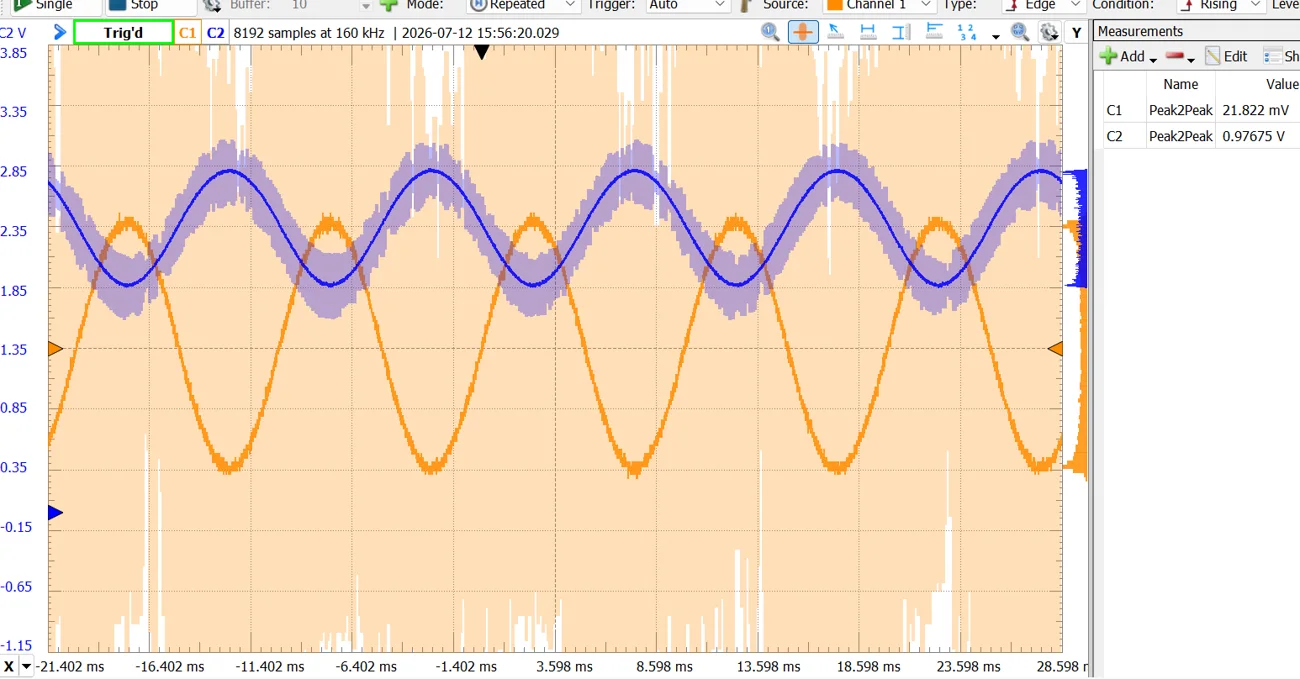 Single Stop Buffer: 10 Mode: Repeated Trigger: Auto Source: Channel 1 Type: Edge Condition: Rising Leve
C2 V Trig'd C1 C2 8192 samples at 160 kHz | 2026-07-12 15:56:20.029 Y
Measurements
Add Edit Sh
Name Value
C1 Peak2Peak 21.822 mV
C2 Peak2Peak 0.97675 V
3.85
3.35
2.85
2.35
1.85
1.35
0.85
0.35
-0.15
-0.65
-1.15
X -21.402 ms -16.402 ms -11.402 ms -6.402 ms -1.402 ms 3.598 ms 8.598 ms 13.598 ms 18.598 ms 23.598 ms 28.598 m